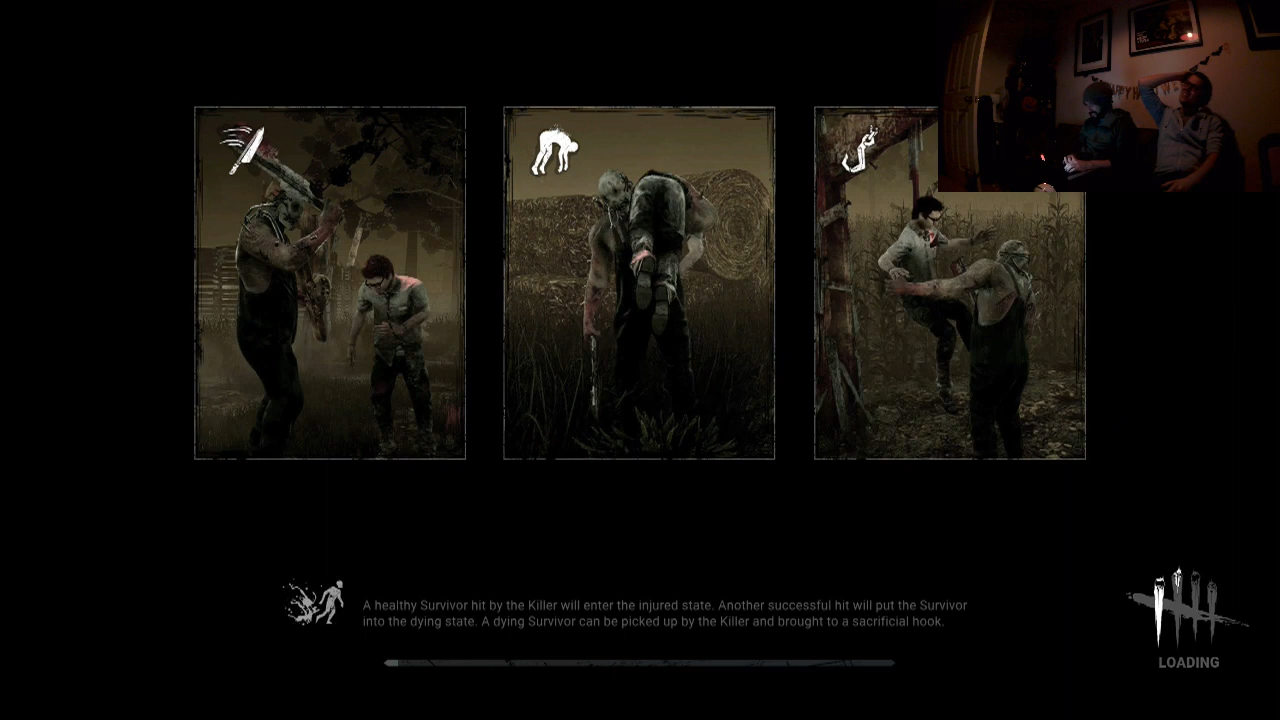 A healthy Survivor hit by the Killer will enter the injured state. Another successful hit will put the Survivor
into the dying state. A dying Survivor can be picked up by the Killer and brought to a sacrificial hook.
LOADING